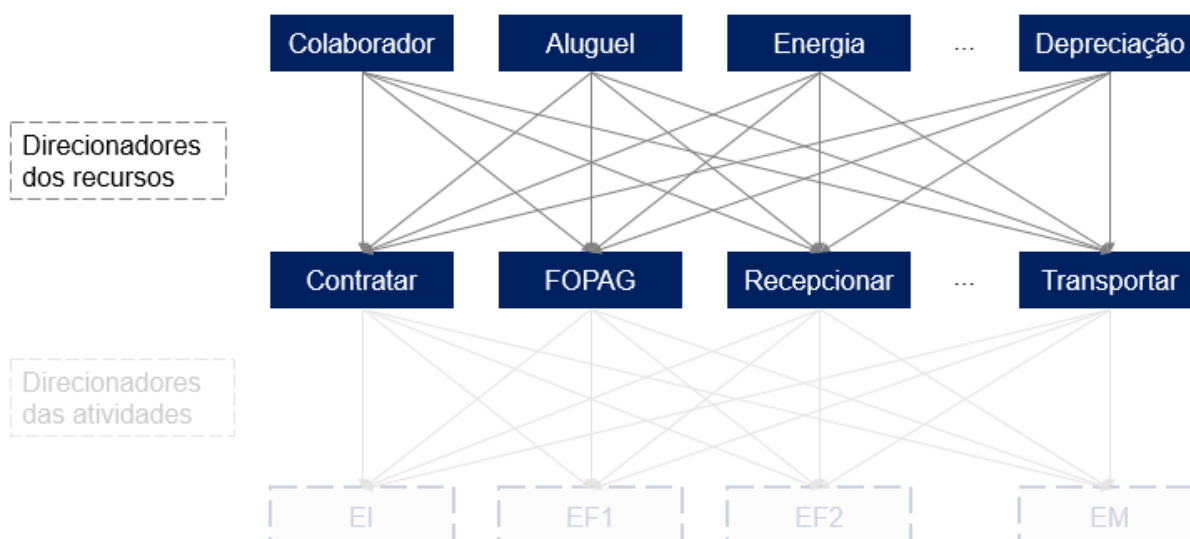 Colaborador Aluguel Energia ... Depreciação
Direcionadores
dos recursos
Contratar FOPAG Recepcionar ... Transportar
Direcionadores
das atividades
EI EF1 EF2 EM